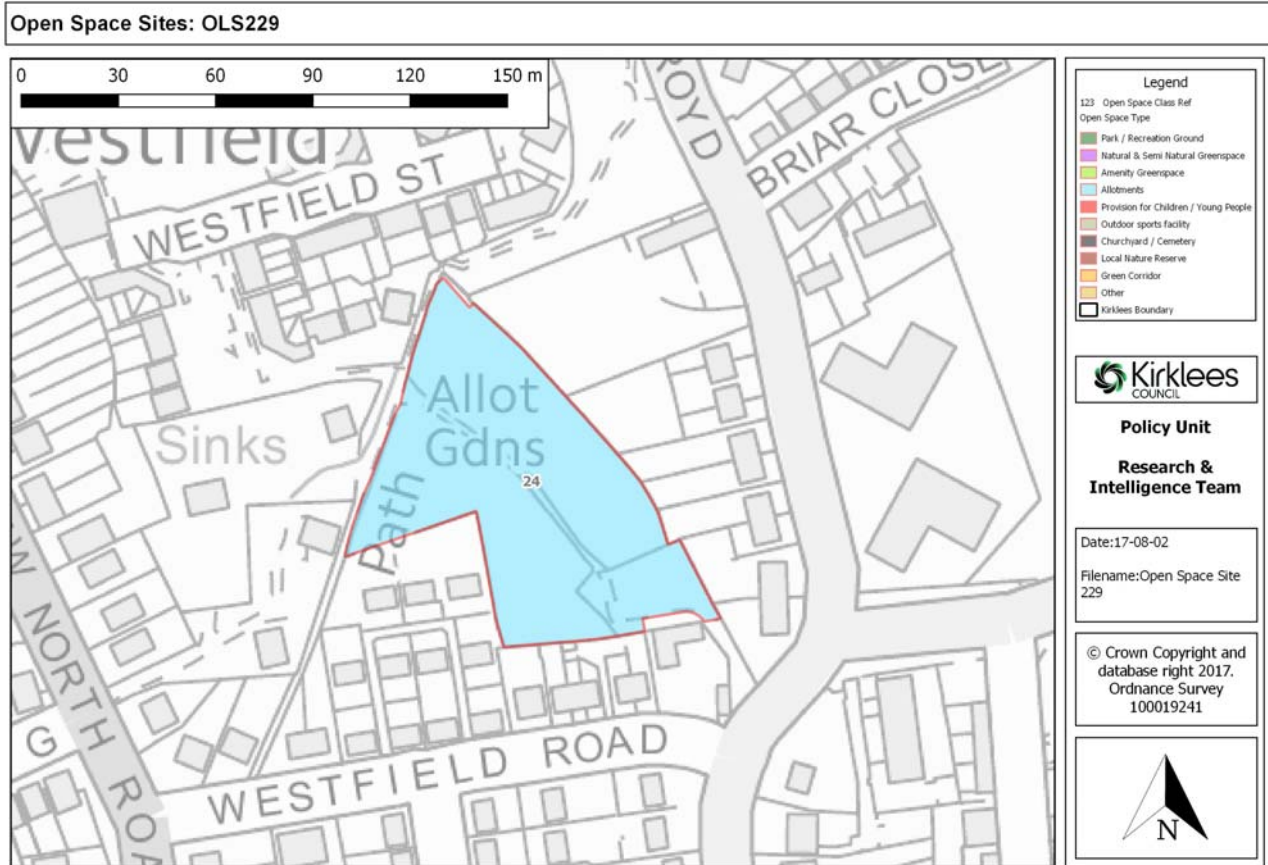 Open Space Sites: OLS229
0 30 60 90 120 150 m
Westfield
WESTFIELD ST
ROYD
BRIAR CLOSE
Allot
Gdns
24
Sinks
Path
W NORTH ROA
G
WESTFIELD ROAD
Legend
123 Open Space Class Ref
Open Space Type
Park / Recreation Ground
Natural & Semi Natural Greenspace
Amenity Greenspace
Allotments
Provision for Children / Young People
Outdoor sports facility
Churchyard / Cemetery
Local Nature Reserve
Green Corridor
Other
Kirklees Boundary
Kirklees
COUNCIL
Policy Unit
Research &
Intelligence Team
Date:17-08-02
Filename:Open Space Site
229
© Crown Copyright and
database right 2017.
Ordnance Survey
100019241
N